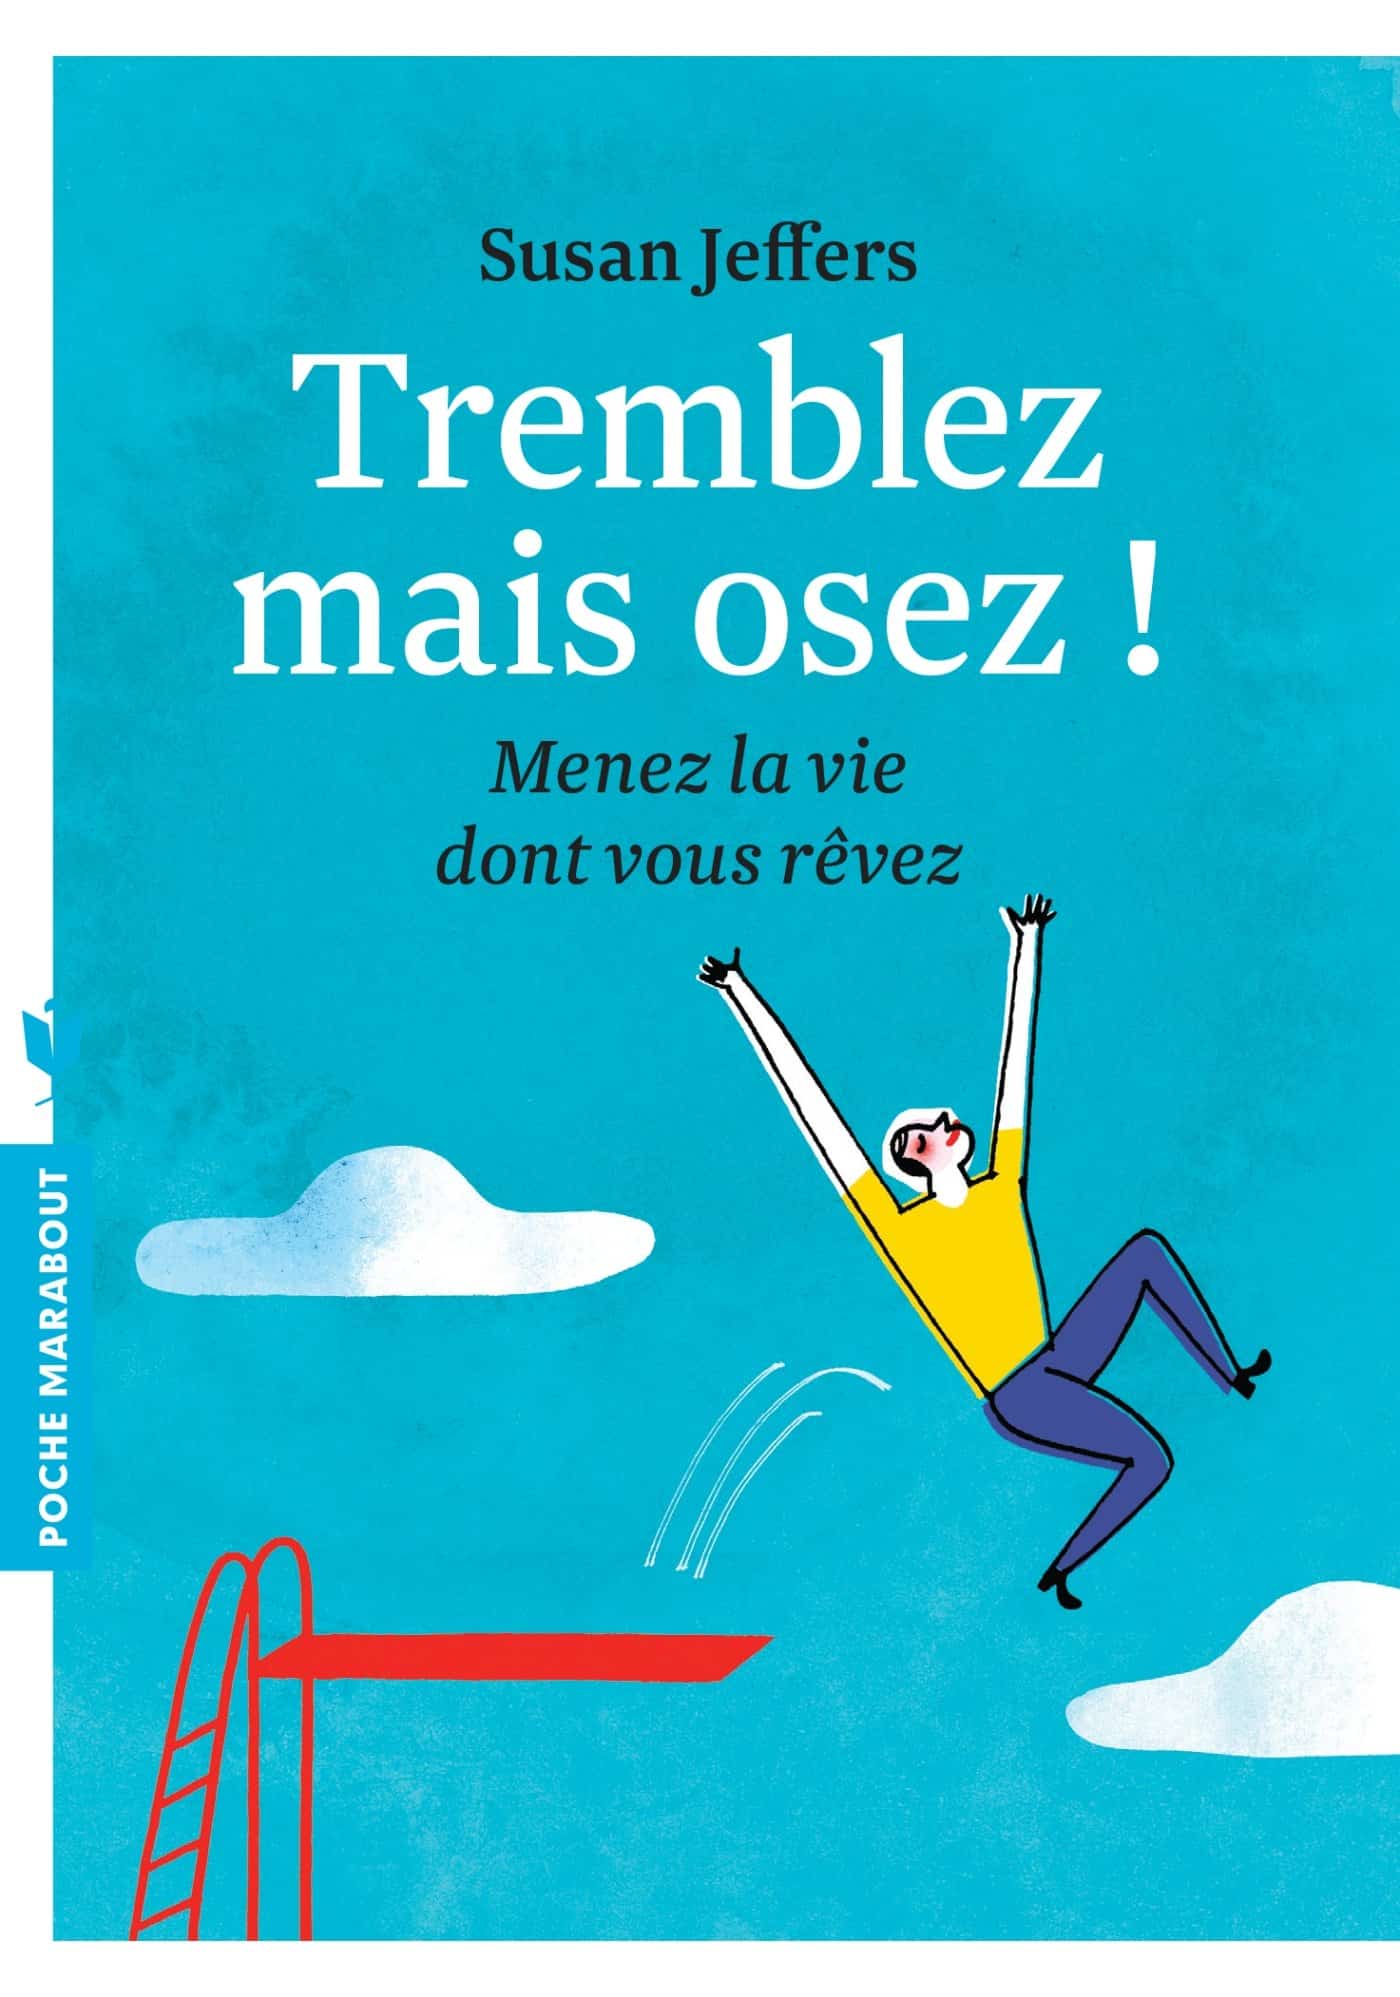 Susan Jeffers
Tremblez
mais osez !
Menez la vie
dont vous rêvez
POCHE MARABOUT